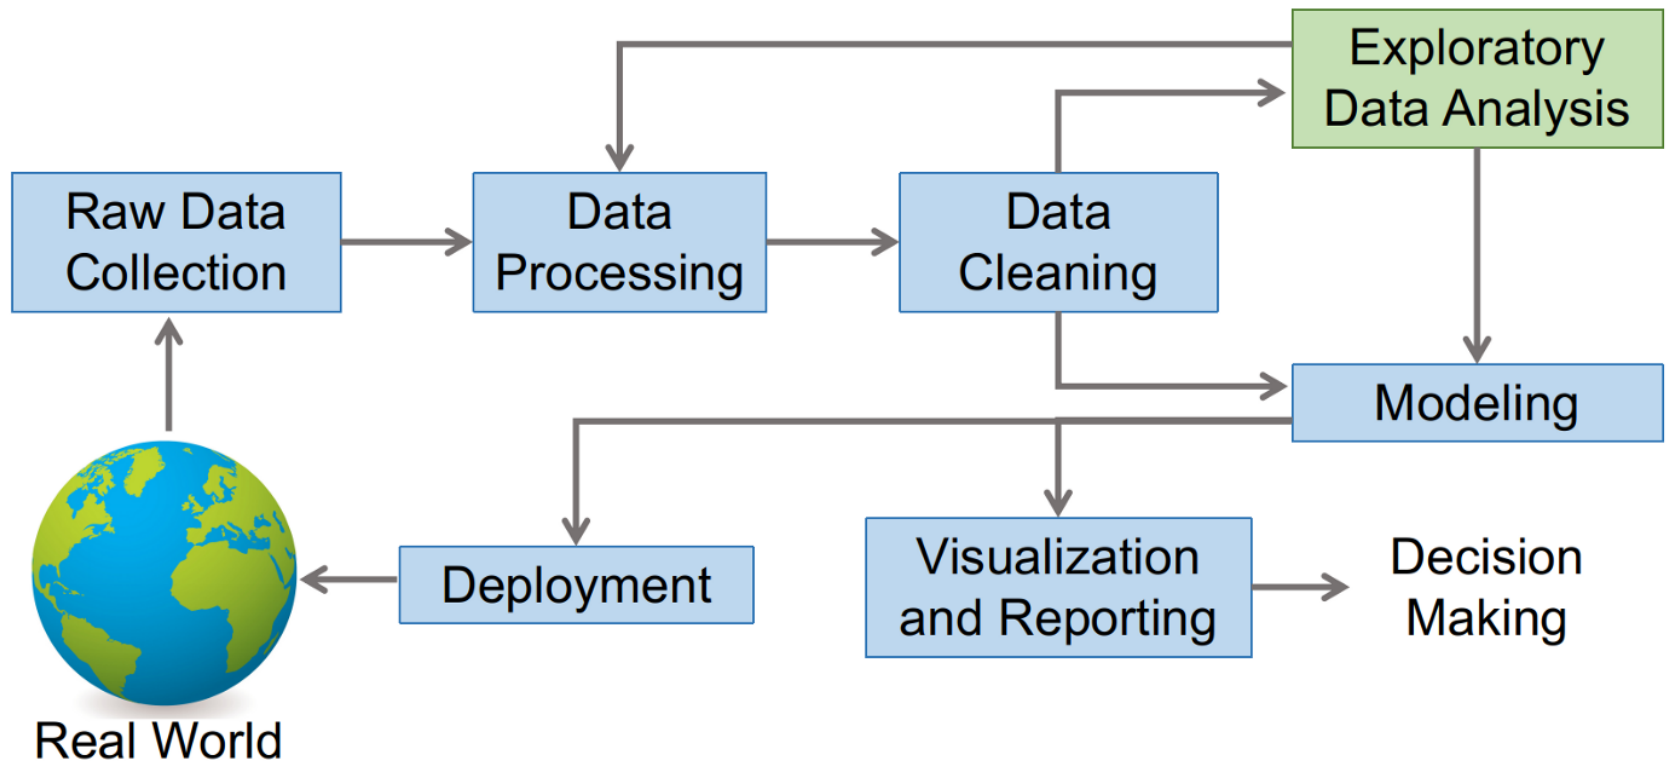 Exploratory
Data Analysis
Raw Data
Collection
Data
Processing
Data
Cleaning
Modeling
Deployment
Visualization
and Reporting
Decision
Making
Real World